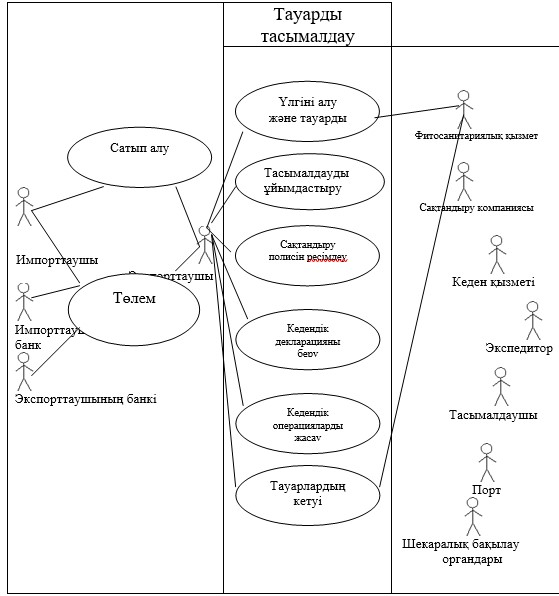 Тауарды
тасымалдау
Үлгіні алу
және тауарды
Фитосанитариялық қызмет
Сатып алу
Тасымалдауды
ұйымдастыру
Сақтандыру компаниясы
Импорттаушы
Сақтандыру
полисін ресімдеу
Кеден қызметі
Төлем
банк
Кедендік
декларацияны
беру
Экспедитор
Экспорттаушының банкі
Тасымалдаушы
Кедендік
операцияларды
жасау
Тауарлардың
кетуі
Порт
Шекаралық бақылау
органдары